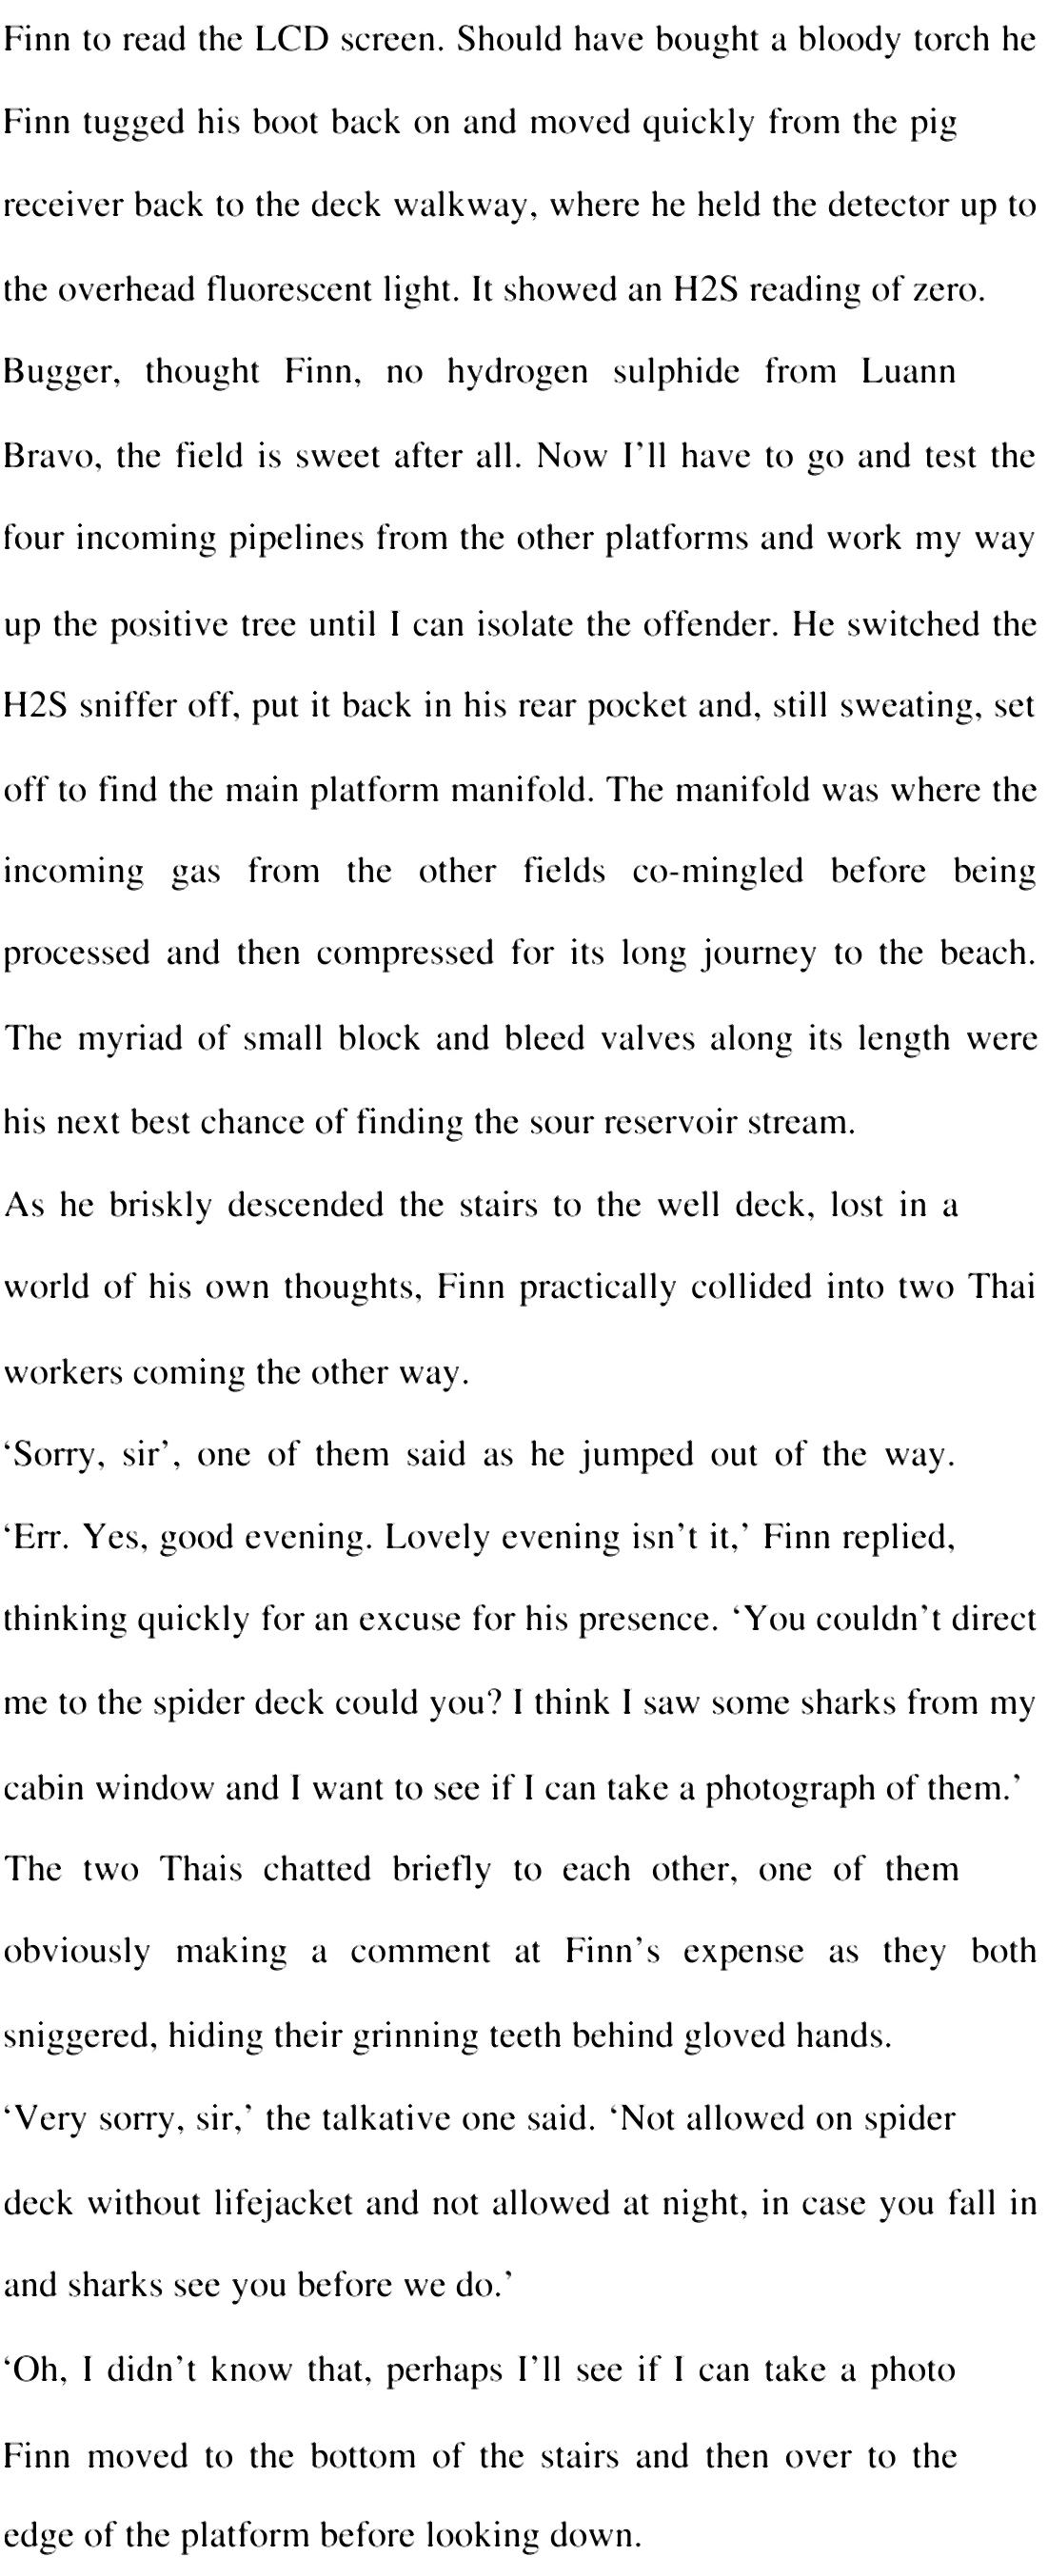 Finn to read the LCD screen. Should have bought a bloody torch he
Finn tugged his boot back on and moved quickly from the pig
receiver back to the deck walkway, where he held the detector up to
the overhead fluorescent light. It showed an H2S reading of zero.
Bugger, thought Finn, no hydrogen sulphide from Luann
Bravo, the field is sweet after all. Now I’ll have to go and test the
four incoming pipelines from the other platforms and work my way
up the positive tree until I can isolate the offender. He switched the
H2S sniffer off, put it back in his rear pocket and, still sweating, set
off to find the main platform manifold. The manifold was where the
incoming gas from the other fields co-mingled before being
processed and then compressed for its long journey to the beach.
The myriad of small block and bleed valves along its length were
his next best chance of finding the sour reservoir stream.
As he briskly descended the stairs to the well deck, lost in a
world of his own thoughts, Finn practically collided into two Thai
workers coming the other way.
‘Sorry, sir’, one of them said as he jumped out of the way.
‘Err. Yes, good evening. Lovely evening isn’t it,’ Finn replied,
thinking quickly for an excuse for his presence. ‘You couldn’t direct
me to the spider deck could you? I think I saw some sharks from my
cabin window and I want to see if I can take a photograph of them.’
The two Thais chatted briefly to each other, one of them
obviously making a comment at Finn’s expense as they both
sniggered, hiding their grinning teeth behind gloved hands.
‘Very sorry, sir,’ the talkative one said. ‘Not allowed on spider
deck without lifejacket and not allowed at night, in case you fall in
and sharks see you before we do.’
‘Oh, I didn’t know that, perhaps I’ll see if I can take a photo
Finn moved to the bottom of the stairs and then over to the
edge of the platform before looking down.